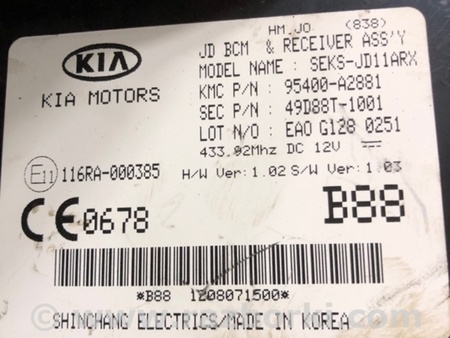 HM.JO (838)
KIA
KIA MOTORS
JD BCM & RECEIVER ASS'Y
MODEL NAME : SEKS-JD11ARX
KMC P/N : 95400-A2881
SEC P/N : 49D88T-1001
LOT N/O : EAO G128 0251
433.92Mhz DC 12V
E11 116RA-000385
H/W Ver:1.02 S/W Ver:1.03
CE0678
B88
*B88 1208071500*
SHINCHANG ELECTRICS/MADE IN KOREA